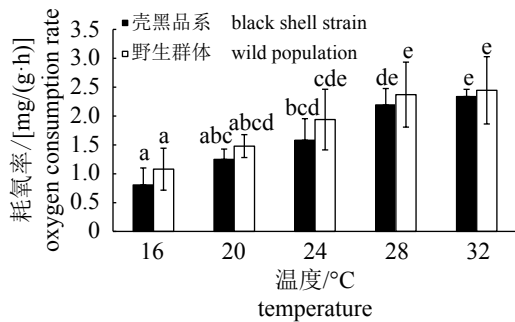 壳黑品系 black shell strain
野生群体 wild population
耗氧率/[mg/(g·h)]
oxygen consumption rate
3.5
3.0
2.5
2.0
1.5
1.0
0.5
0
a a abc abcd bcd cde de e e e
16 20 24 28 32
温度/°C
temperature